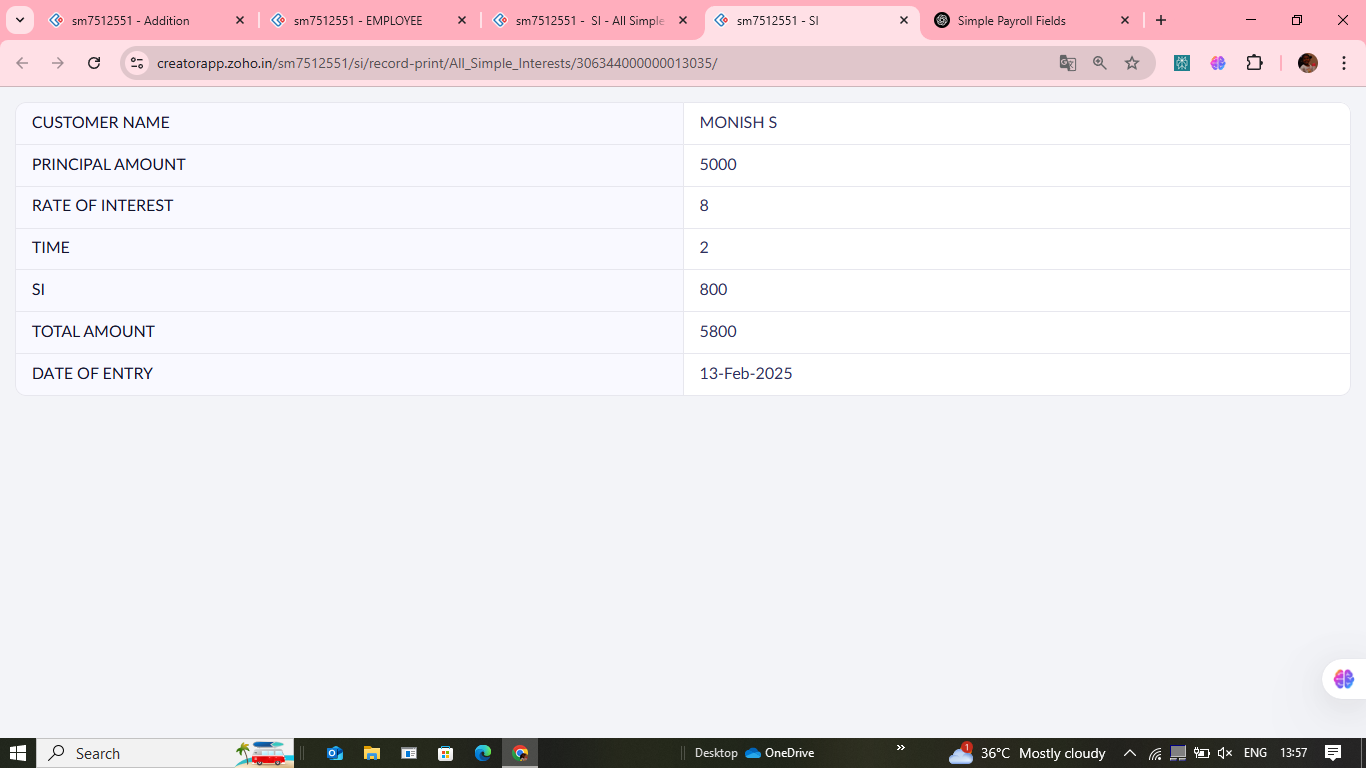 sm7512551 - Addition
sm7512551 - EMPLOYEE
sm7512551 - SI - All Simple
sm7512551 - SI
Simple Payroll Fields
creatorapp.zoho.in/sm7512551/si/record-print/All_Simple_Interests/306344000000013035/
CUSTOMER NAME MONISH S
PRINCIPAL AMOUNT 5000
RATE OF INTEREST 8
TIME 2
SI 800
TOTAL AMOUNT 5800
DATE OF ENTRY 13-Feb-2025
Search
Desktop
OneDrive
1
36°C Mostly cloudy
ENG
13:57